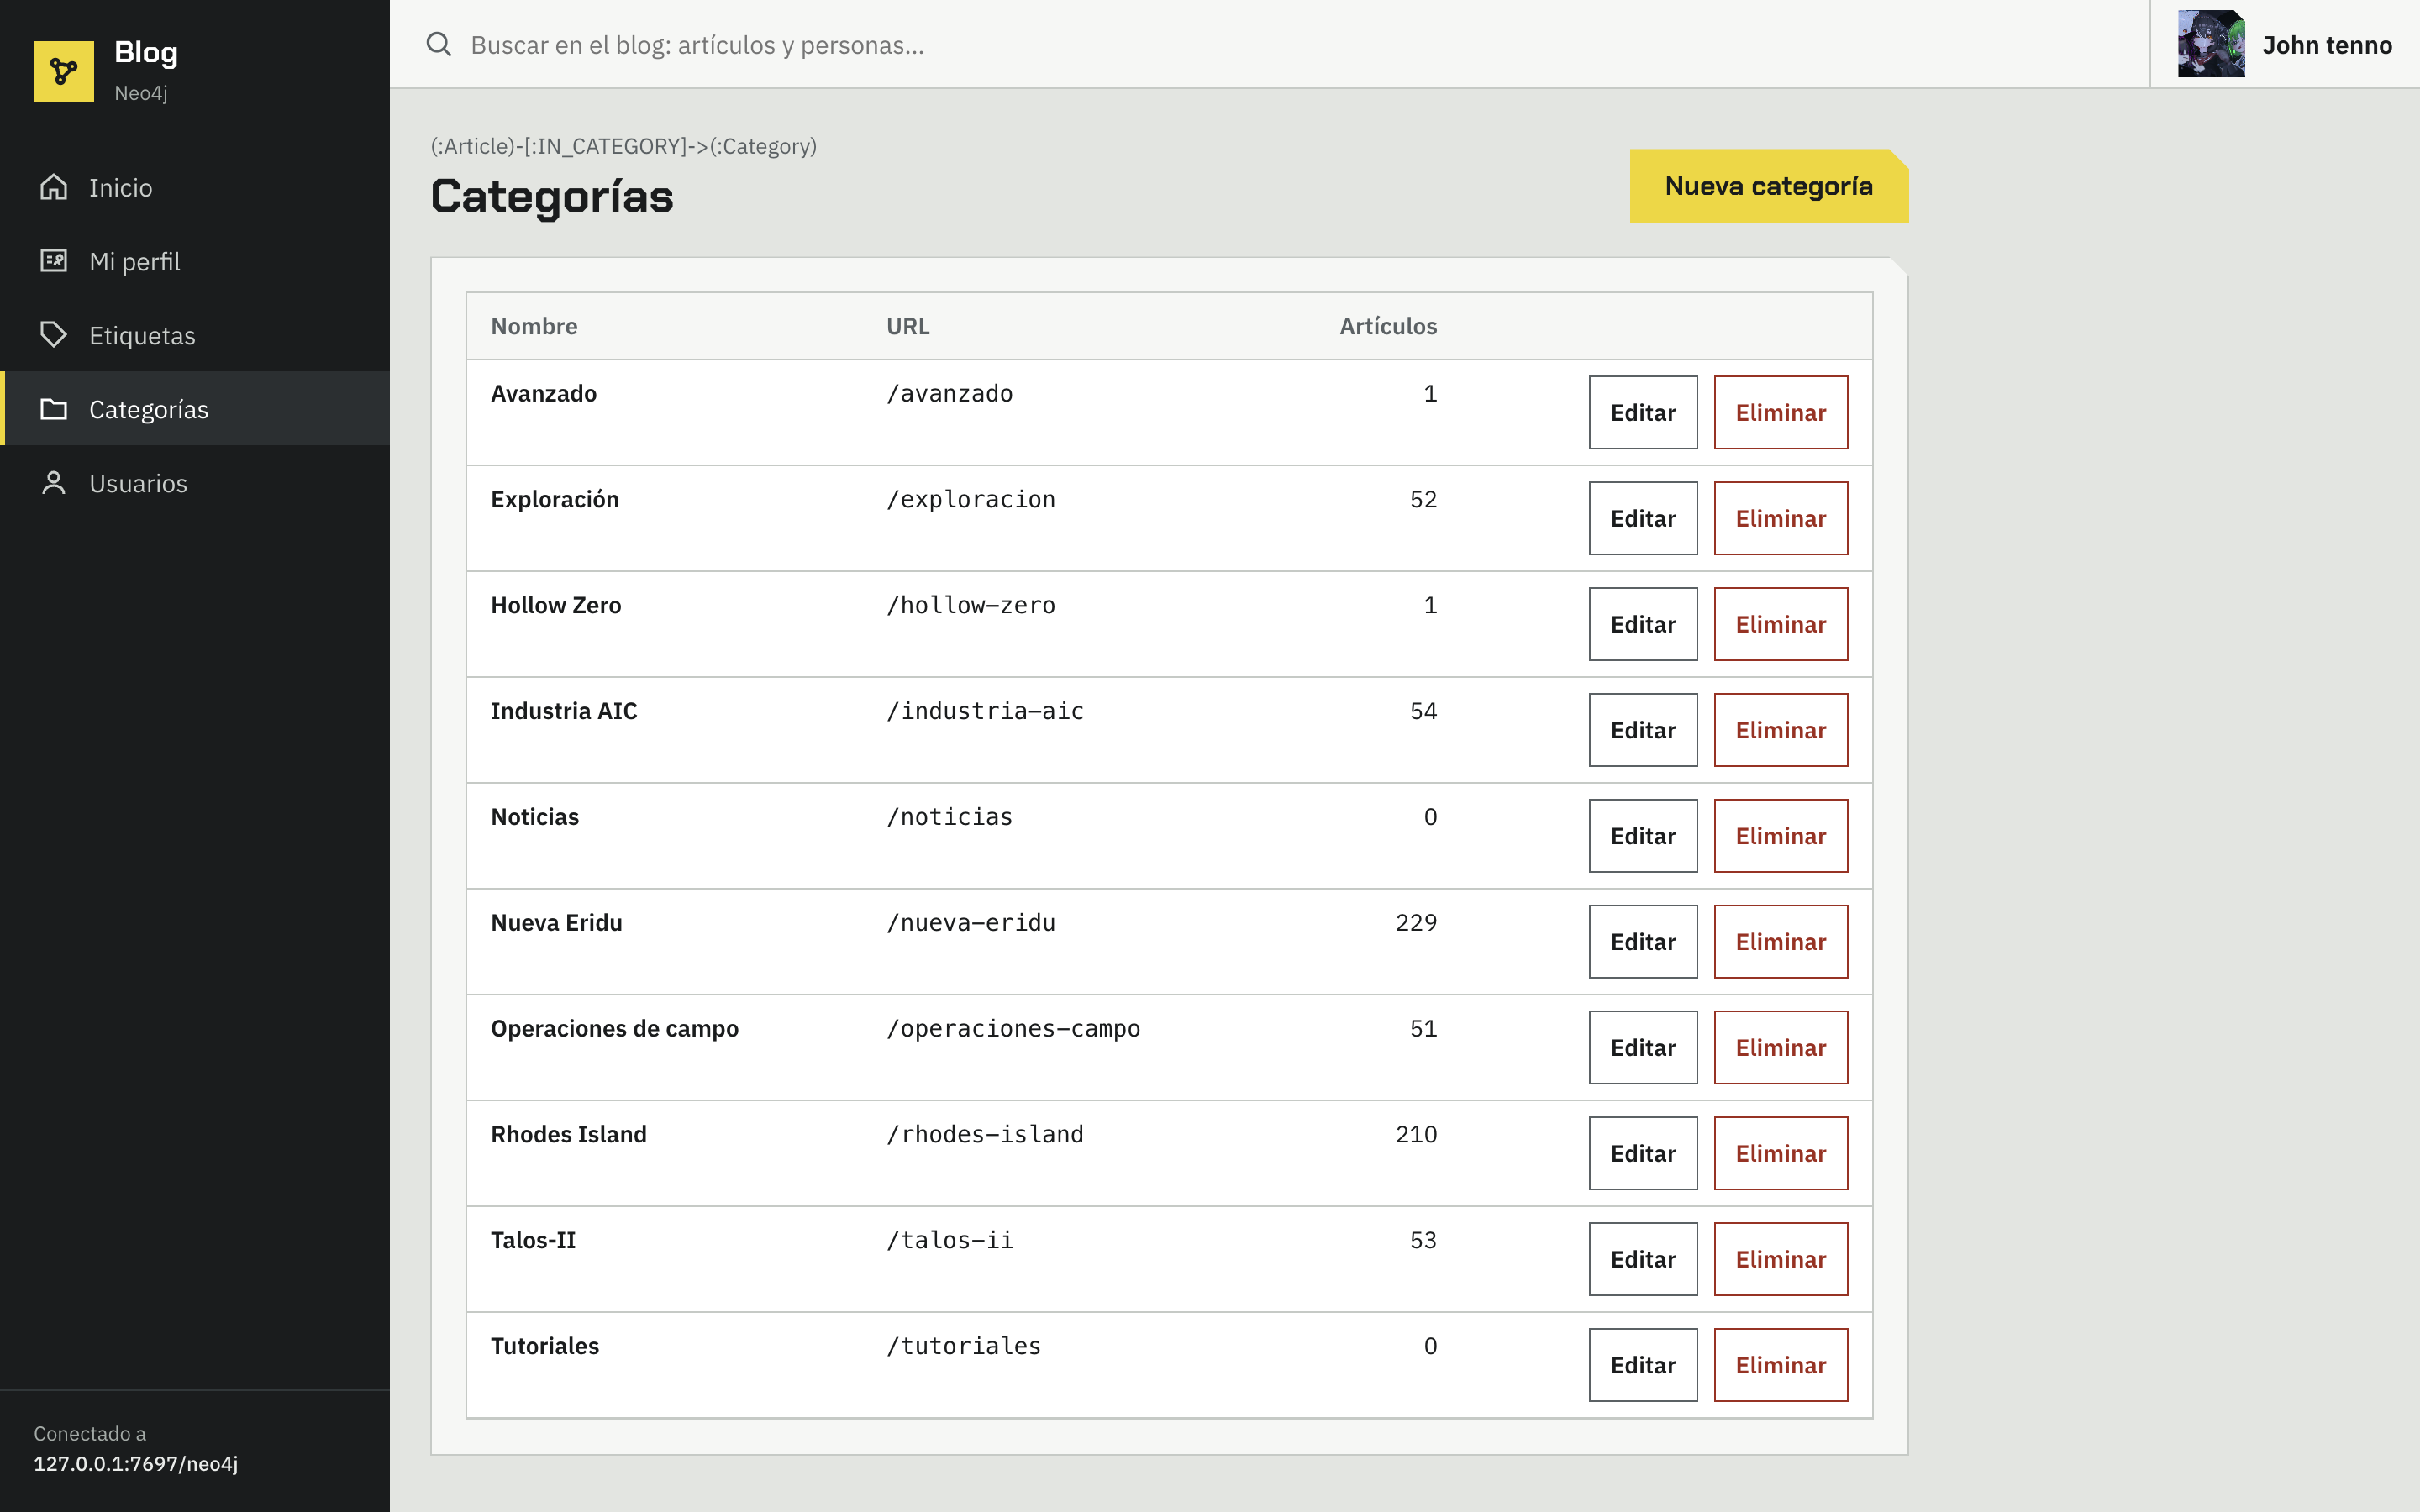 Blog
Neo4j
Inicio
Mi perfil
Etiquetas
Categorías
Usuarios
Conectado a
127.0.0.1:7697/neo4j
Buscar en el blog: artículos y personas...
John tenno
(:Article)-[:IN_CATEGORY]->(:Category)
Categorías
Nueva categoría
Nombre URL Artículos
Avanzado /avanzado 1 Editar Eliminar
Exploración /exploracion 52 Editar Eliminar
Hollow Zero /hollow-zero 1 Editar Eliminar
Industria AIC /industria-aic 54 Editar Eliminar
Noticias /noticias 0 Editar Eliminar
Nueva Eridu /nueva-eridu 229 Editar Eliminar
Operaciones de campo /operaciones-campo 51 Editar Eliminar
Rhodes Island /rhodes-island 210 Editar Eliminar
Talos-II /talos-ii 53 Editar Eliminar
Tutoriales /tutoriales 0 Editar Eliminar